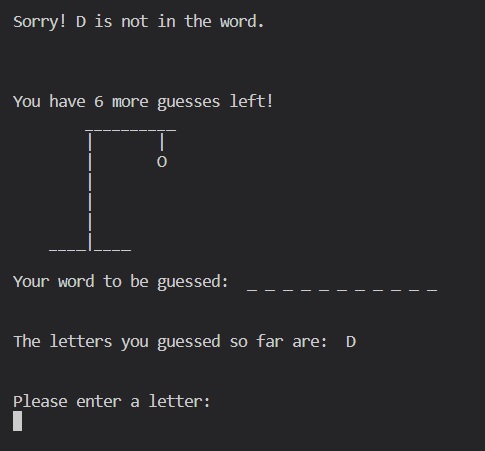 Sorry! D is not in the word.
You have 6 more guesses left!
__________
|       |
|       O
|
|
|
____|____
Your word to be guessed:  _ _ _ _ _ _ _ _ _ _ _
The letters you guessed so far are:  D
Please enter a letter: